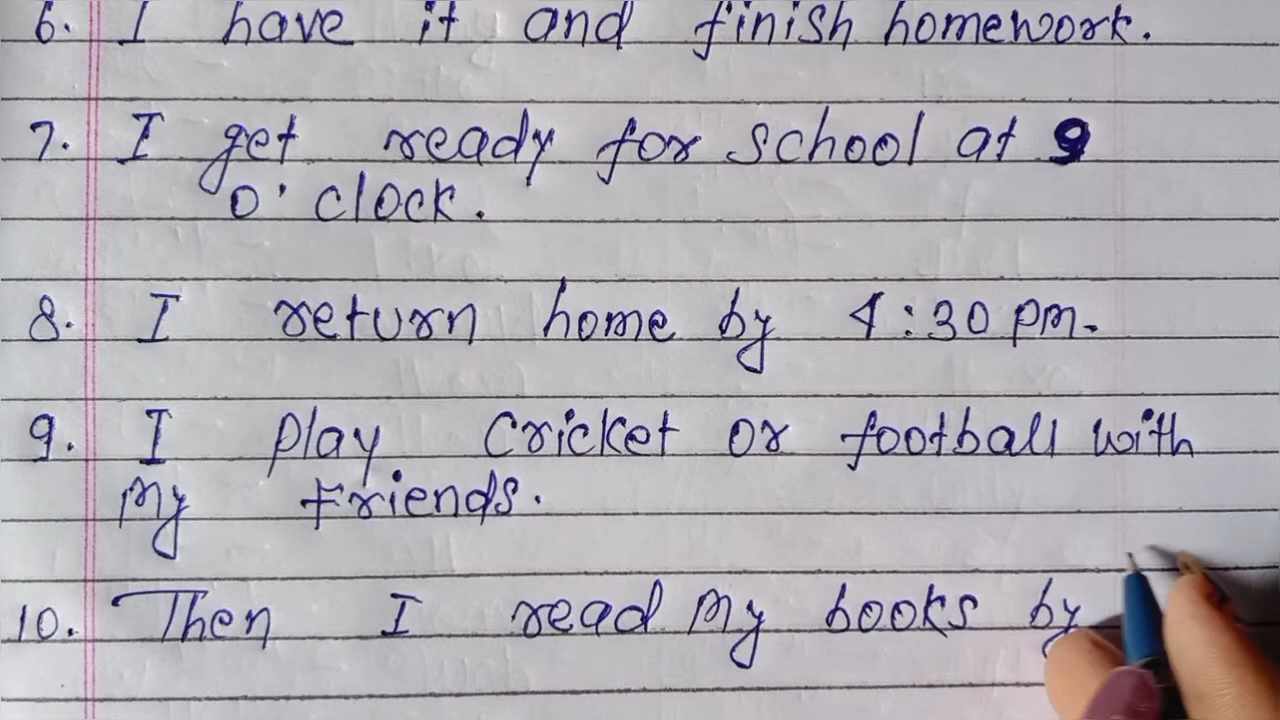 6. I have it and finish homework.
7. I get ready for school at 9
o'clock.
8. I return home by 4:30 pm.
9. I play cricket or football with
my friends.
10. Then I read my books by